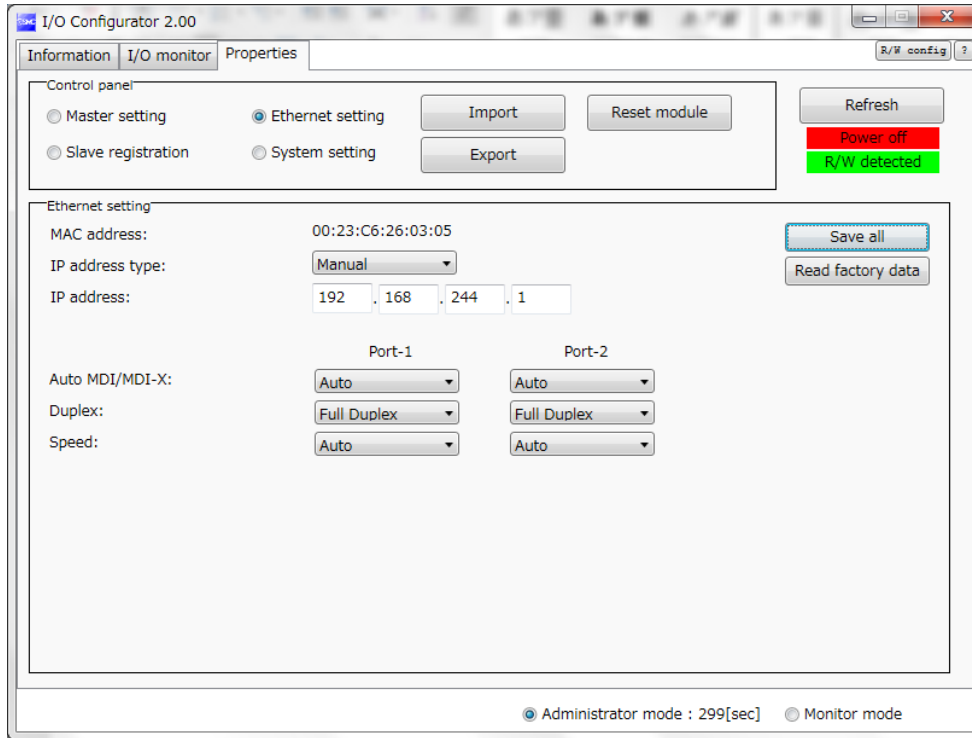 SMC I/O Configurator 2.00
Information I/O monitor Properties R/W config ?
Control panel
Master setting Ethernet setting Import Reset module Refresh
Slave registration System setting Export Power off
R/W detected
Ethernet setting
MAC address: 00:23:C6:26:03:05 Save all
IP address type: Manual Read factory data
IP address: 192 . 168 . 244 . 1
Port-1 Port-2
Auto MDI/MDI-X: Auto Auto
Duplex: Full Duplex Full Duplex
Speed: Auto Auto
Administrator mode : 299[sec] Monitor mode